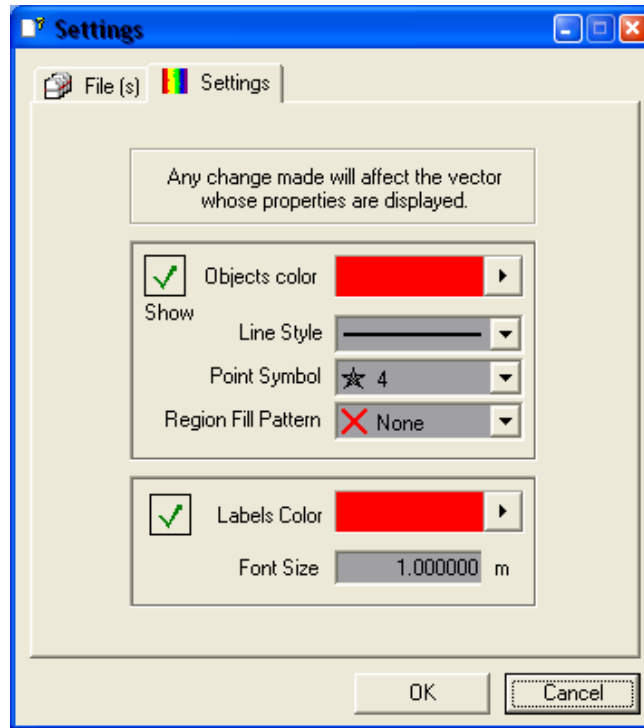 Settings
File (s) Settings
Any change made will affect the vector
whose properties are displayed.
Objects color
Show
Line Style
Point Symbol 4
Region Fill Pattern None
Labels Color
Font Size 1.000000 m
OK Cancel